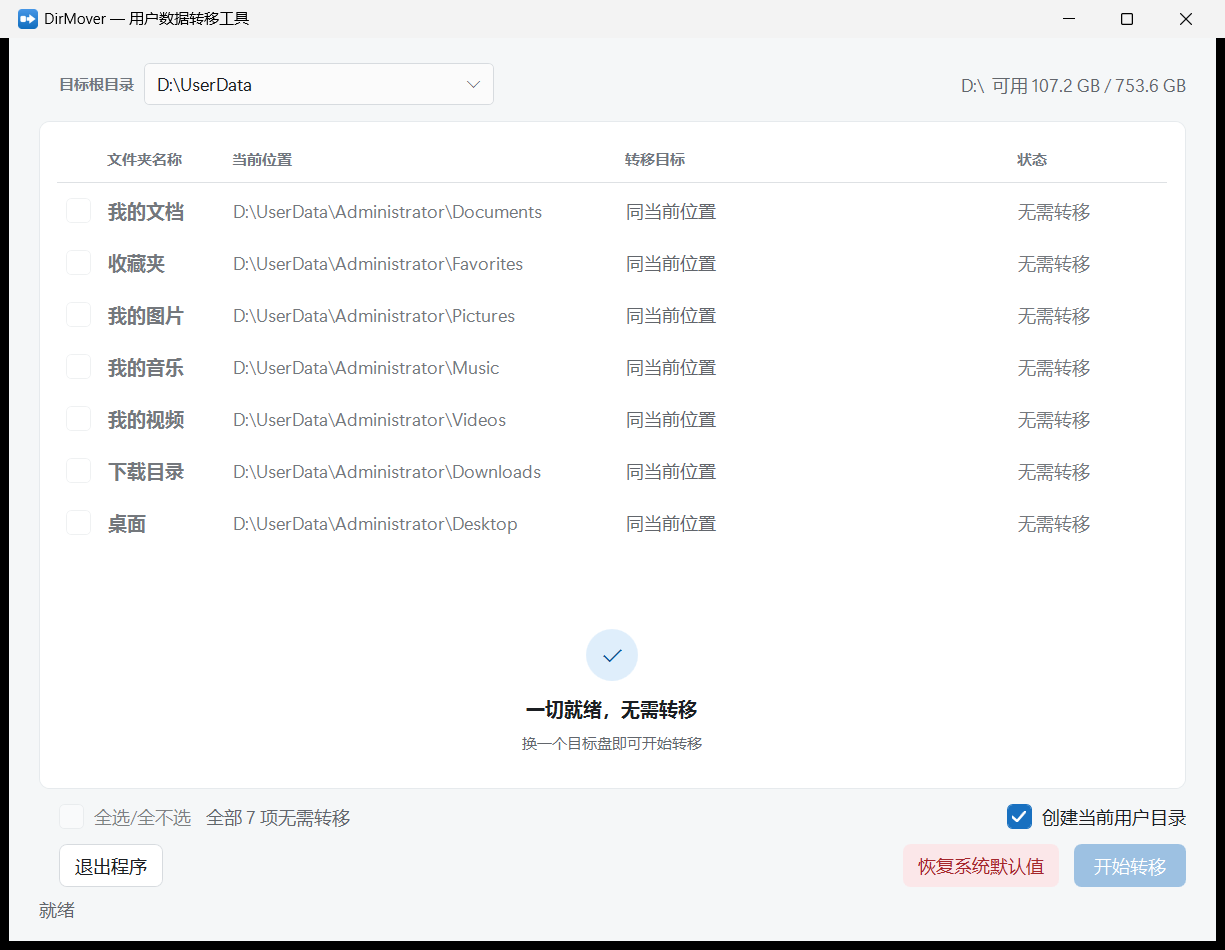 DirMover — 用户数据转移工具
目标根目录 D:\UserData D:\ 可用 107.2 GB / 753.6 GB
文件夹名称 当前位置 转移目标 状态
我的文档 D:\UserData\Administrator\Documents 同当前位置 无需转移
收藏夹 D:\UserData\Administrator\Favorites 同当前位置 无需转移
我的图片 D:\UserData\Administrator\Pictures 同当前位置 无需转移
我的音乐 D:\UserData\Administrator\Music 同当前位置 无需转移
我的视频 D:\UserData\Administrator\Videos 同当前位置 无需转移
下载目录 D:\UserData\Administrator\Downloads 同当前位置 无需转移
桌面 D:\UserData\Administrator\Desktop 同当前位置 无需转移
一切就绪，无需转移
换一个目标盘即可开始转移
全选/全不选 全部 7 项无需转移 创建当前用户目录
退出程序 恢复系统默认值 开始转移
就绪